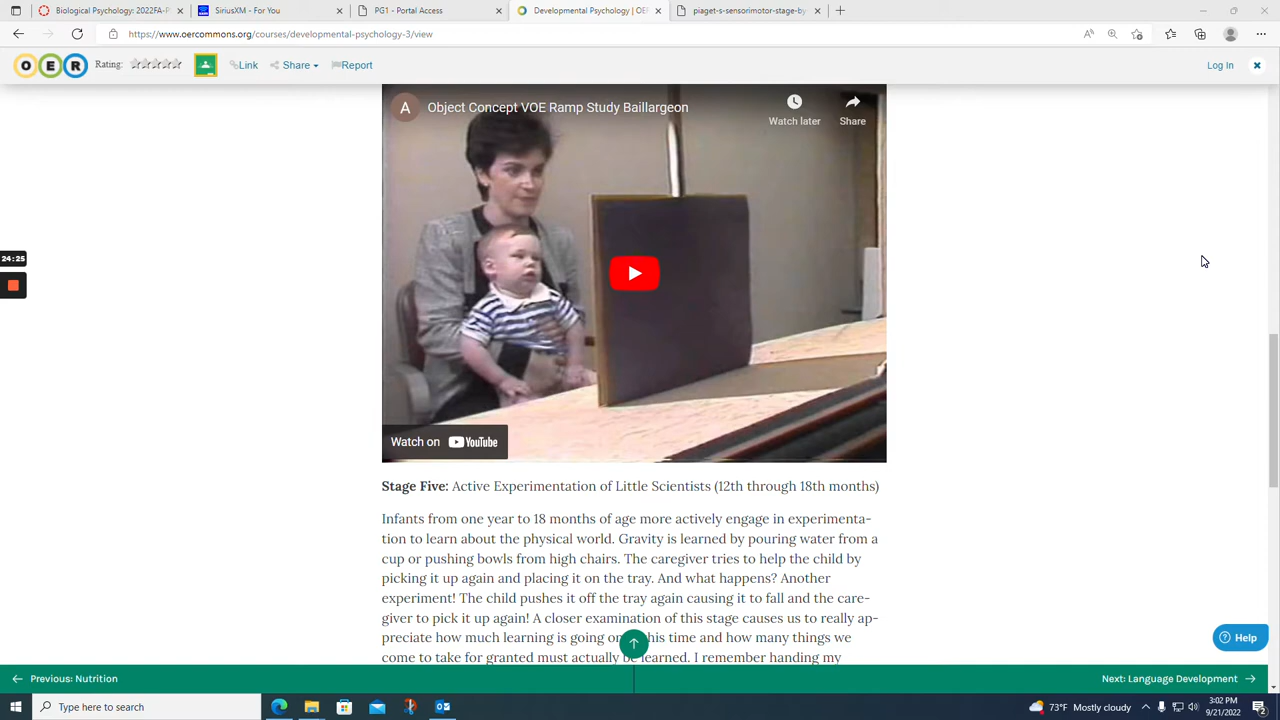 Biological Psychology: 2022FA-P
SiriusXM - For You
PG1 - Portal Access
Developmental Psychology | OER
piaget-s-sensorimotor-stage-by-
https://www.oercommons.org/courses/developmental-psychology-3/view
OER
Rating:
Link
Share
Report
Log In
A
Object Concept VOE Ramp Study Baillargeon
Watch later
Share
24:25
Watch on YouTube
Stage Five: Active Experimentation of Little Scientists (12th through 18th months)
Infants from one year to 18 months of age more actively engage in experimenta-
tion to learn about the physical world. Gravity is learned by pouring water from a
cup or pushing bowls from high chairs. The caregiver tries to help the child by
picking it up again and placing it on the tray. And what happens? Another
experiment! The child pushes it off the tray again causing it to fall and the care-
giver to pick it up again! A closer examination of this stage causes us to really ap-
preciate how much learning is going on this time and how many things we
come to take for granted must actually be learned. I remember handing my
Help
Previous: Nutrition
Next: Language Development
Type here to search
73°F Mostly cloudy
3:02 PM
9/21/2022
2